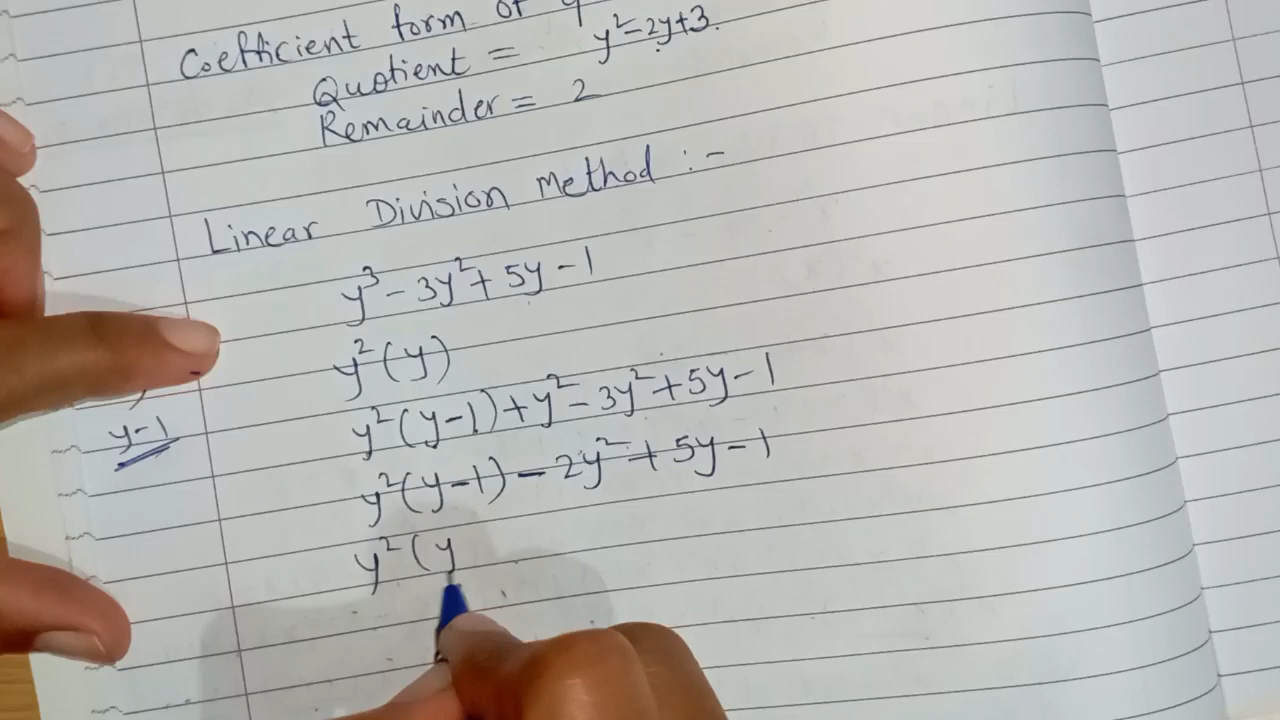 Coefficient form of q
Quotient = y² - 2y + 3.
Remainder = 2
Linear Division Method :-
y³ - 3y² + 5y - 1
y² (y)
y² (y-1) + y² - 3y² + 5y - 1
y-1
y² (y-1) - 2y² + 5y - 1
y² (y